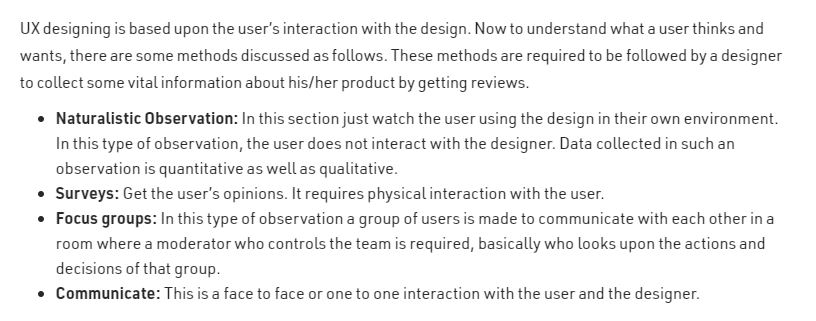 UX designing is based upon the user's interaction with the design. Now to understand what a user thinks and
wants, there are some methods discussed as follows. These methods are required to be followed by a designer
to collect some vital information about his/her product by getting reviews.
• Naturalistic Observation: In this section just watch the user using the design in their own environment.
In this type of observation, the user does not interact with the designer. Data collected in such an
observation is quantitative as well as qualitative.
• Surveys: Get the user's opinions. It requires physical interaction with the user.
• Focus groups: In this type of observation a group of users is made to communicate with each other in a
room where a moderator who controls the team is required, basically who looks upon the actions and
decisions of that group.
• Communicate: This is a face to face or one to one interaction with the user and the designer.